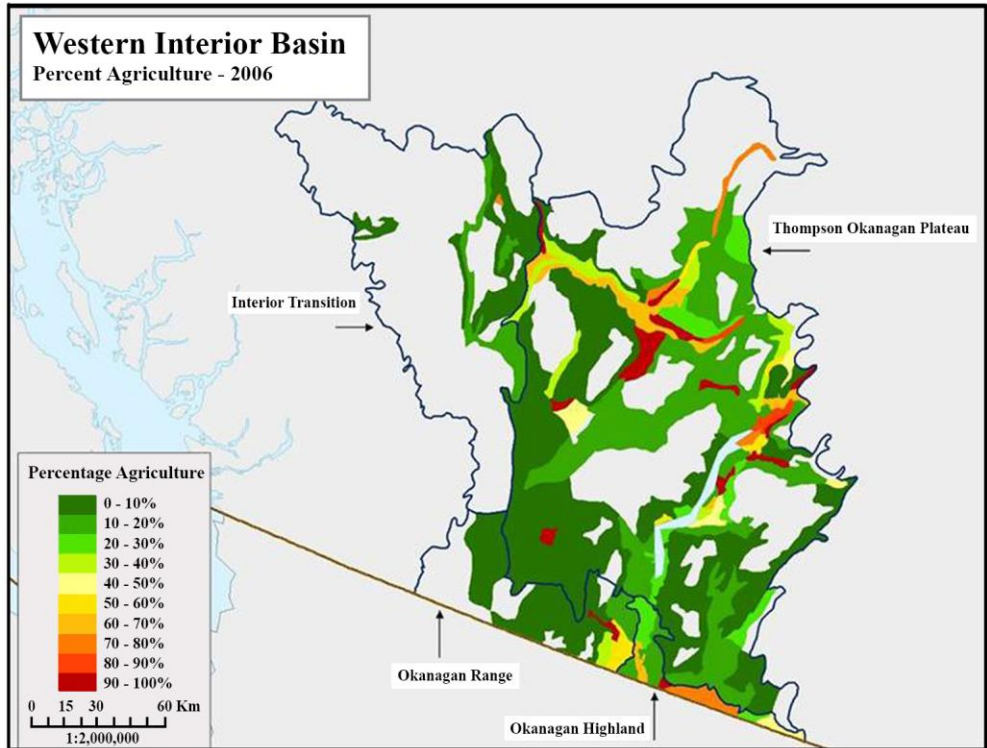 Western Interior Basin
Percent Agriculture - 2006
Thompson Okanagan Plateau
Interior Transition
Percentage Agriculture
0 - 10%
10 - 20%
20 - 30%
30 - 40%
40 - 50%
50 - 60%
60 - 70%
70 - 80%
80 - 90%
90 - 100%
0 15 30 60 Km
1:2,000,000
Okanagan Range
Okanagan Highland